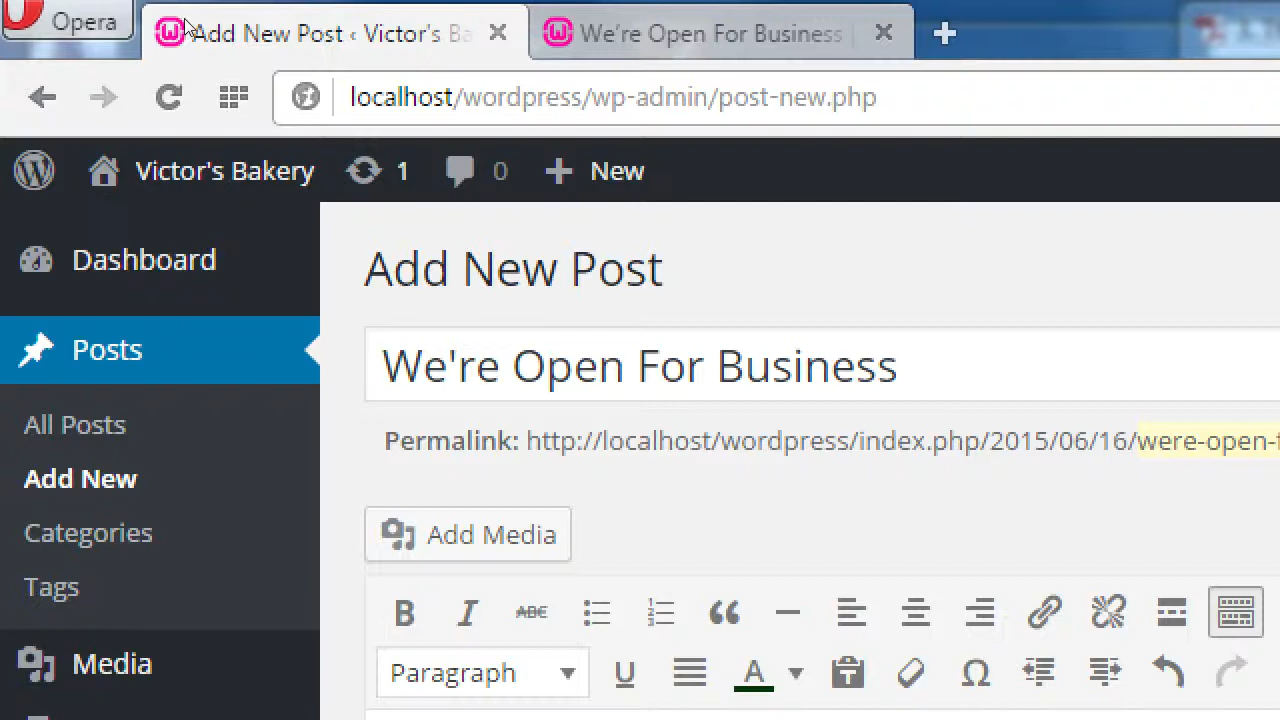 Opera
Add New Post ‹ Victor's Ba
We're Open For Business |
localhost/wordpress/wp-admin/post-new.php
Victor's Bakery 1 0 New
Dashboard
Posts
All Posts
Add New
Categories
Tags
Media
Add New Post
We're Open For Business
Permalink: http://localhost/wordpress/index.php/2015/06/16/were-open-f
Add Media
B I ABC
Paragraph U A T Ω